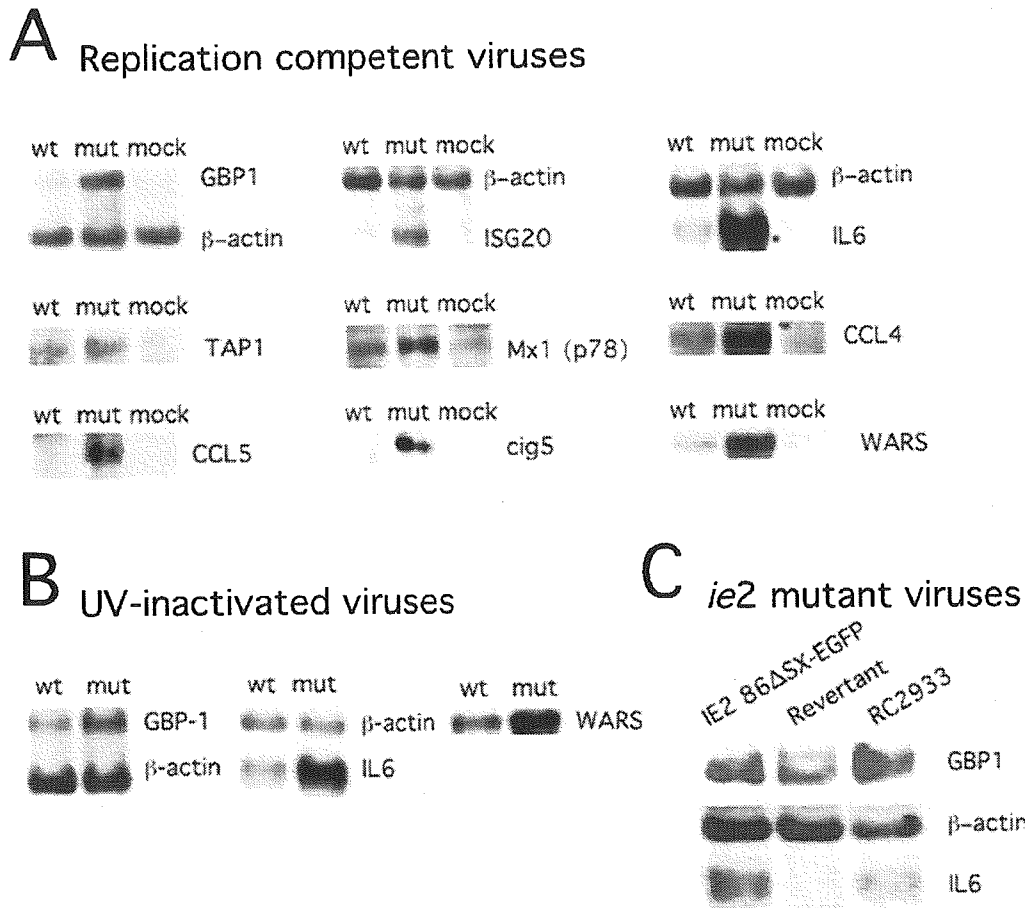 A Replication competent viruses
wt mut mock
GBP1
β-actin
wt mut mock
β-actin
ISG20
wt mut mock
β-actin
IL6
wt mut mock
TAP1
wt mut mock
Mx1 (p78)
wt mut mock
CCL4
wt mut mock
CCL5
wt mut mock
cig5
wt mut mock
WARS
B UV-inactivated viruses
wt mut
GBP-1
β-actin
wt mut
β-actin
IL6
wt mut
WARS
C ie2 mutant viruses
IE2 86ΔSX-EGFP
Revertant
RC2933
GBP1
β-actin
IL6